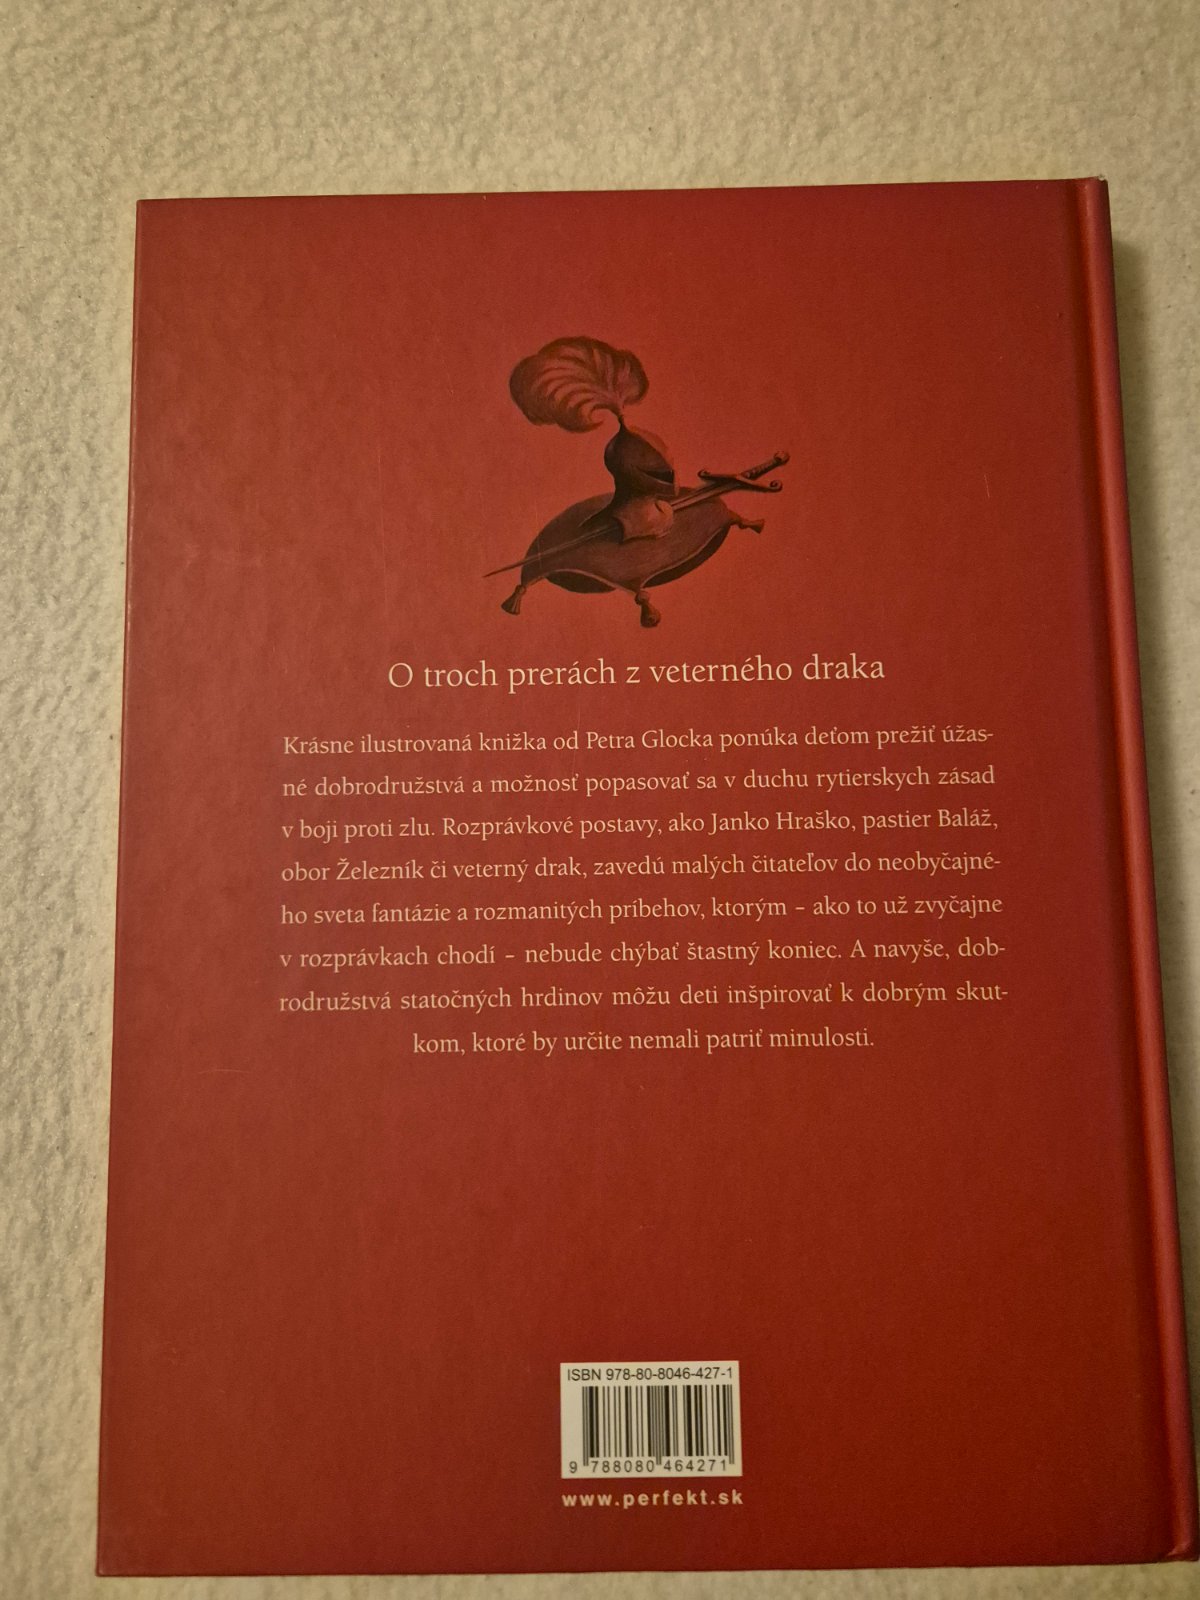 O troch prerách z veterného draka
Krásne ilustrovaná knižka od Petra Glocka ponúka deťom prežiť úžas-
né dobrodružstvá a možnosť popasovať sa v duchu rytierskych zásad
v boji proti zlu. Rozprávkové postavy, ako Janko Hraško, pastier Baláž,
obor Železník či veterný drak, zavedú malých čitateľov do neobyčajné-
ho sveta fantázie a rozmanitých príbehov, ktorým – ako to už zvyčajne
v rozprávkach chodí – nebude chýbať štastný koniec. A navyše, dob-
rodružstvá statočných hrdinov môžu deti inšpirovať k dobrým skut-
kom, ktoré by určite nemali patriť minulosti.
ISBN 978-80-8046-427-1
9 788080 464271
www.perfekt.sk